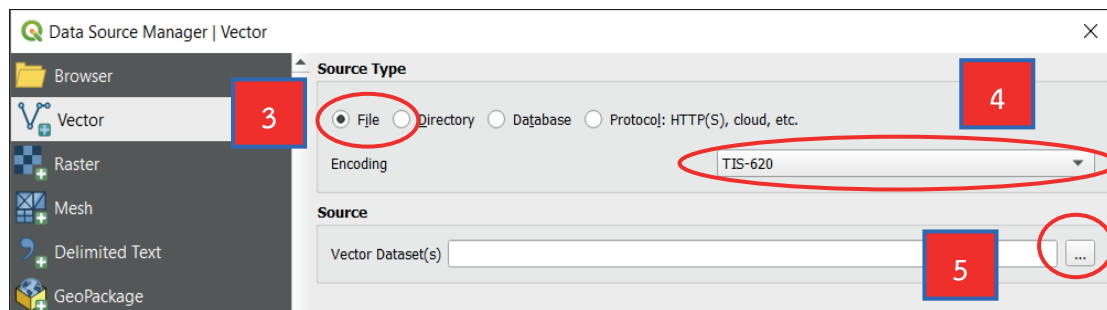 Data Source Manager | Vector
Browser
Vector
Raster
Mesh
Delimited Text
GeoPackage
3
Source Type
4
File Directory Database Protocol: HTTP(S), cloud, etc.
Encoding TIS-620
Source
Vector Dataset(s) ...
5